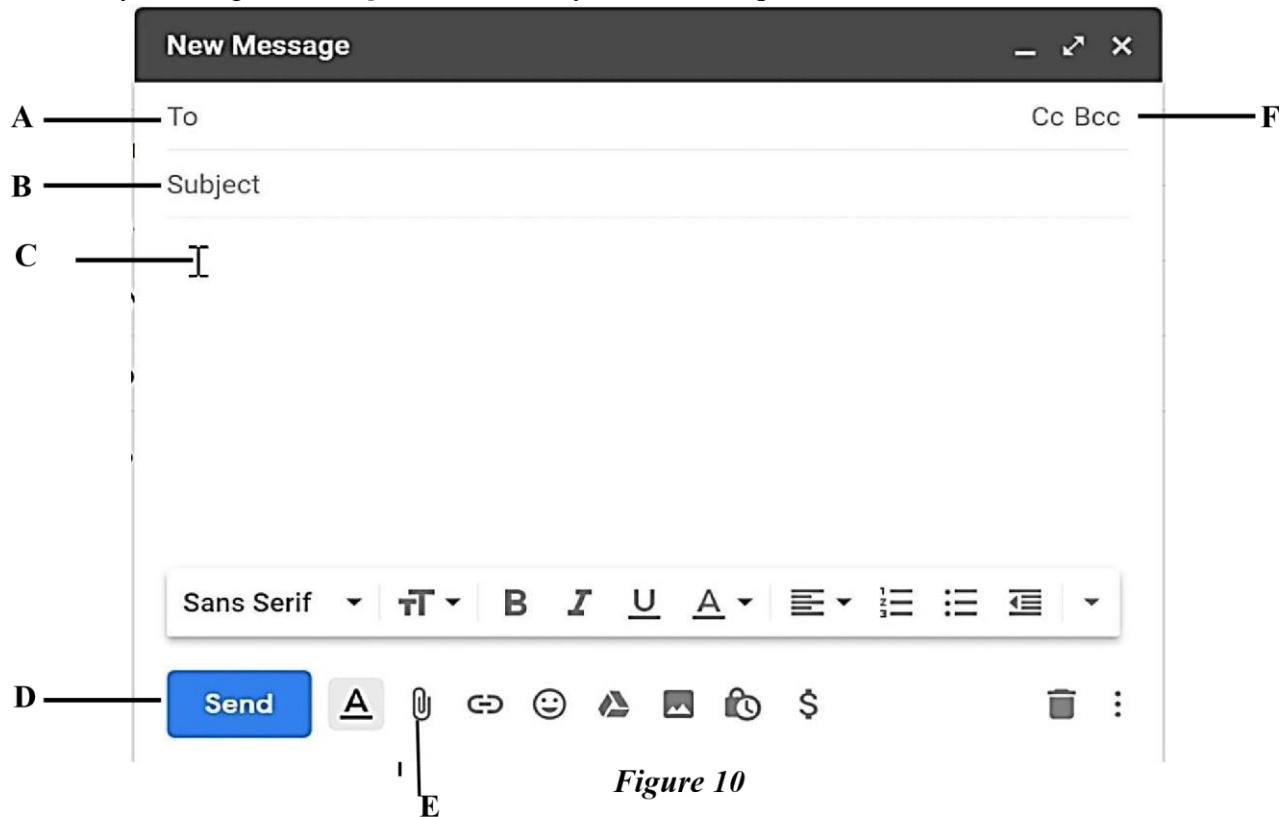 New Message
A To Cc Bcc F
B Subject
C
Sans Serif B I U A
D Send A $
E
Figure 10